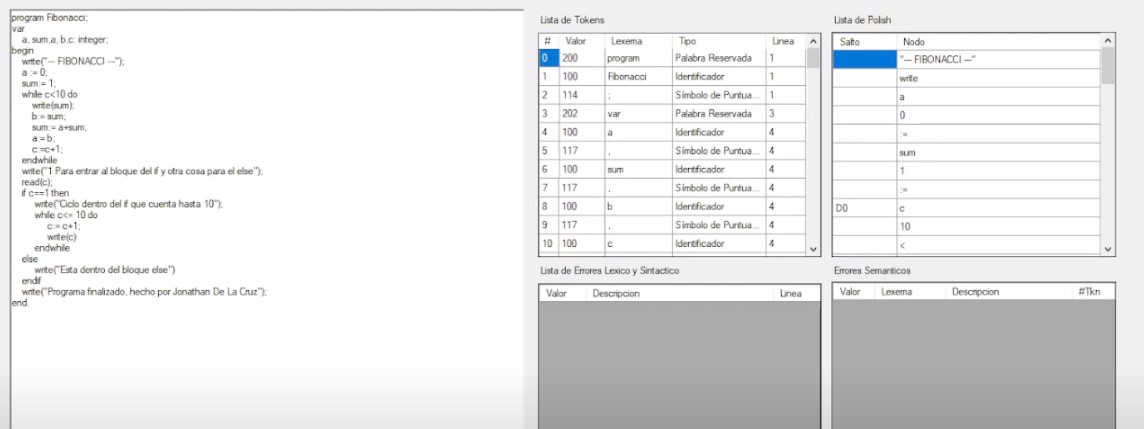 program Fibonacci;
var
a, sum,a, b,c: integer;
begin
write("--- FIBONACCI ---");
a := 0;
sum:= 1;
while c<10 do
write(sum);
b:= sum;
sum:= a+sum;
a:= b;
c:=c+1;
endwhile
write("1 Para entrar al bloque del if y otra cosa para el else");
read(c);
if c==1 then
write("Ciclo dentro del if que cuenta hasta 10");
while c<= 10 do
c:= c+1;
write(c)
endwhile
else
write("Esta dentro del bloque else")
endif
write("Programa finalizado, hecho por Jonathan De La Cruz");
end.
Lista de Tokens
# Valor Lexema Tipo Linea
0 200 program Palabra Reservada 1
1 100 Fibonacci Identificador 1
2 114 ; Símbolo de Puntua... 1
3 202 var Palabra Reservada 3
4 100 a Identificador 4
5 117 , Símbolo de Puntua... 4
6 100 sum Identificador 4
7 117 , Símbolo de Puntua... 4
8 100 b Identificador 4
9 117 , Símbolo de Puntua... 4
10 100 c Identificador 4
Lista de Polish
Salto Nodo
"--- FIBONACCI ---"
write
a
0
:=
sum
1
:=
D0 c
10
<
Lista de Errores Lexico y Sintactico
Valor Descripcion Linea
Errores Semanticos
Valor Lexema Descripcion #Tkn